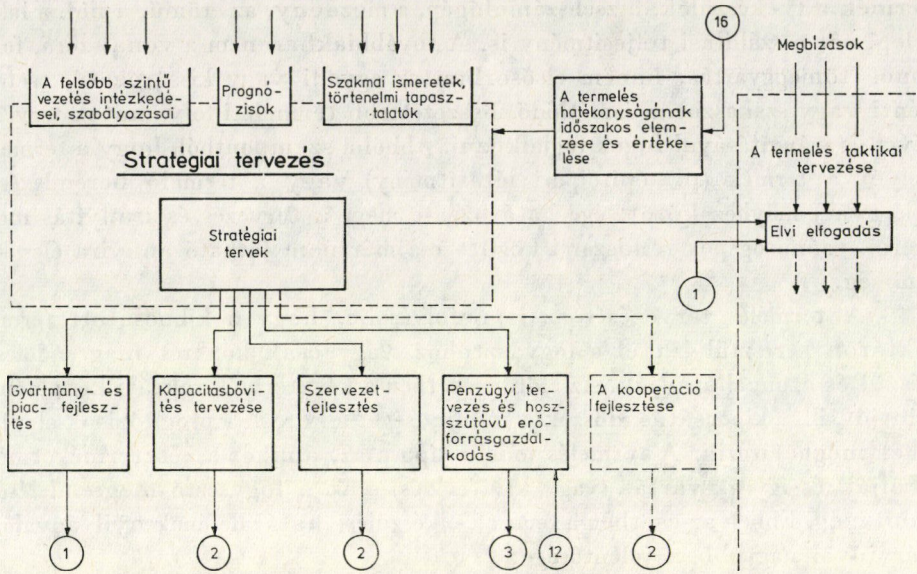 16
Megbízások
A felsőbb szintű
vezetés intézkedé-
sei, szabályozásai
Prognó-
zisok
Szakmai ismeretek,
történelmi tapasz-
talatok
A termelés
hatékonyságának
időszakos elem-
zése és értéke-
lése
Stratégiai tervezés
A termelés taktikai
tervezése
Stratégiai
tervek
Elvi elfogadás
1
Gyártmány- és
piac- fejlesz-
tés
Kapacitásbőví-
tés tervezése
Szervezet-
fejlesztés
Pénzügyi ter-
vezés és hosz-
szútávú erő-
forrásgazdál-
kodás
A kooperáció
fejlesztése
1
2
2
3
12
2